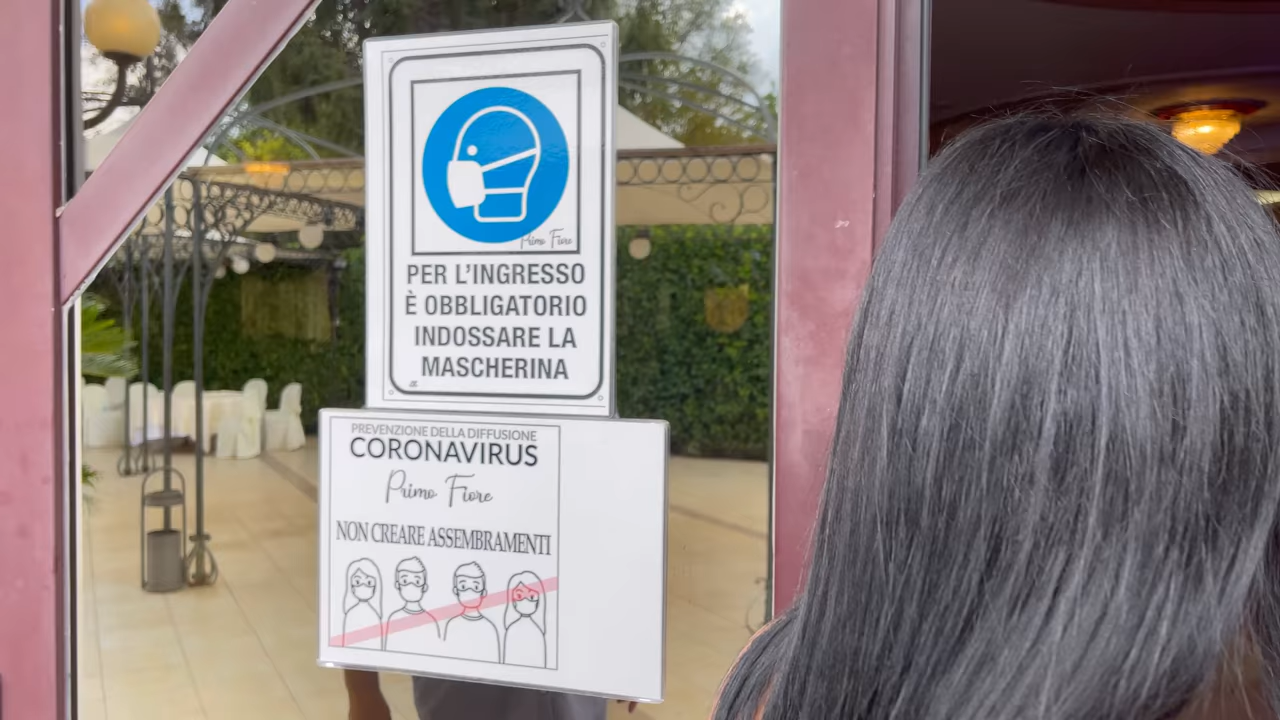 Primo Fiore
PER L'INGRESSO
È OBBLIGATORIO
INDOSSARE LA
MASCHERINA
PREVENZIONE DELLA DIFFUSIONE
CORONAVIRUS
Primo Fiore
NON CREARE ASSEMBRAMENTI